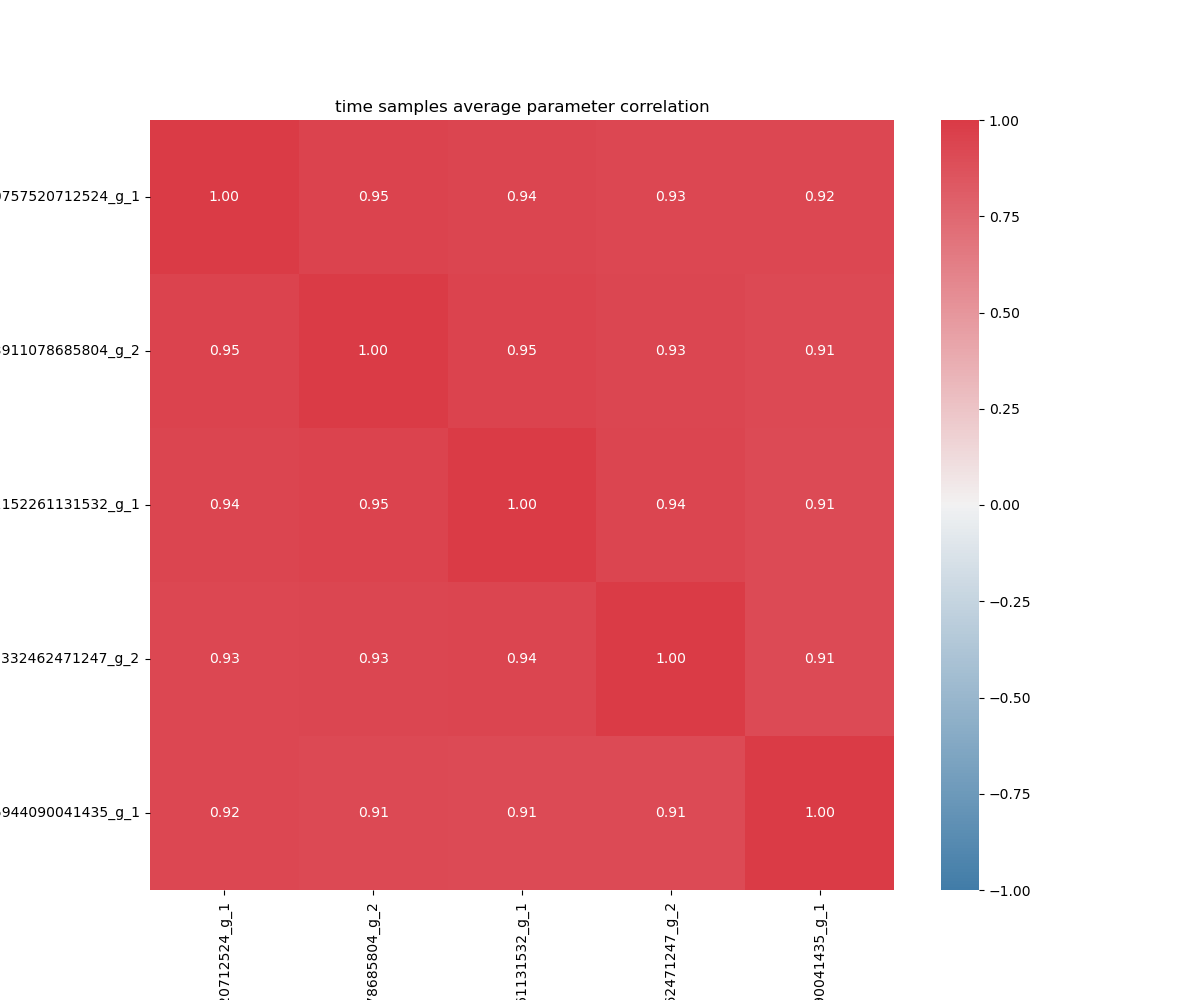 time samples average parameter correlation
757520712524_g_1 1.00 0.95 0.94 0.93 0.92
911078685804_g_2 0.95 1.00 0.95 0.93 0.91
152261131532_g_1 0.94 0.95 1.00 0.94 0.91
332462471247_g_2 0.93 0.93 0.94 1.00 0.91
944090041435_g_1 0.92 0.91 0.91 0.91 1.00
20712524_g_1
78685804_g_2
61131532_g_1
62471247_g_2
90041435_g_1
1.00
0.75
0.50
0.25
0.00
−0.25
−0.50
−0.75
−1.00